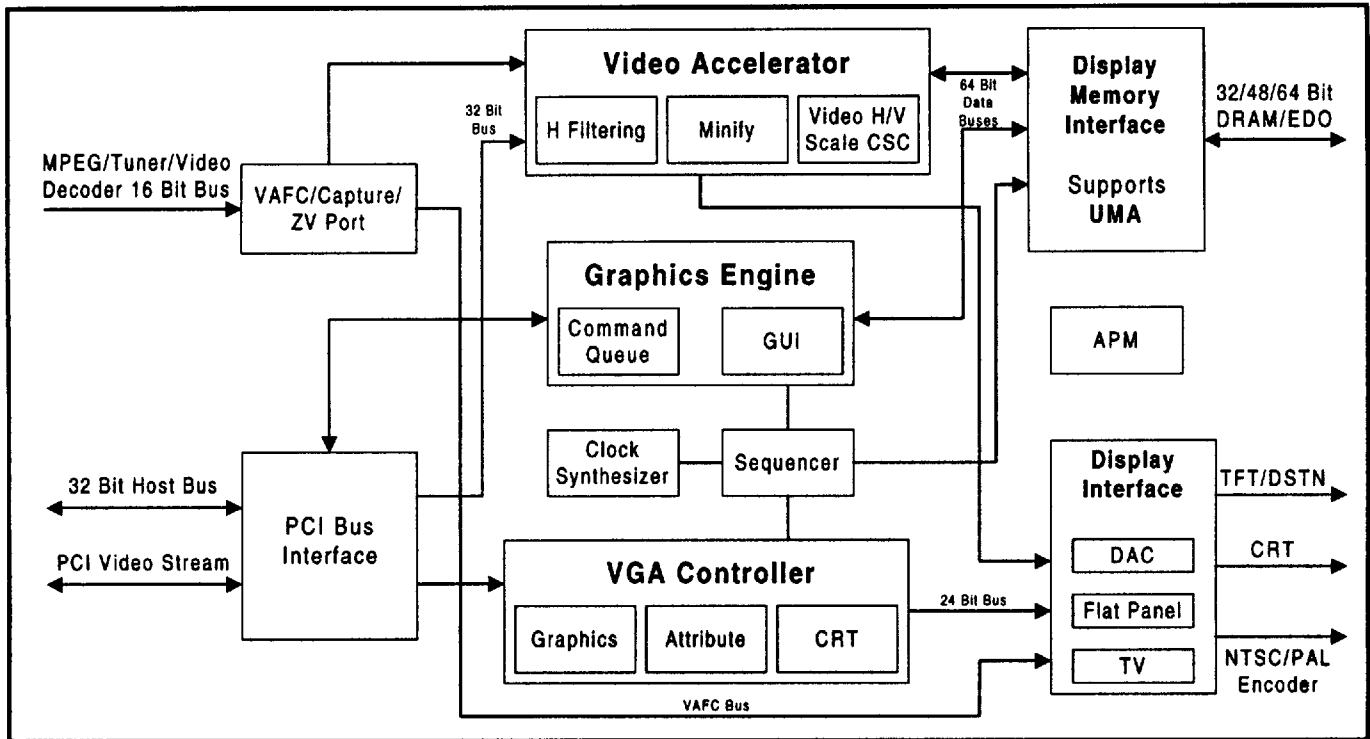 Video Accelerator
H Filtering
Minify
Video H/V
Scale CSC
32 Bit
Bus
64 Bit
Data
Buses
Display
Memory
Interface
Supports
UMA
32/48/64 Bit
DRAM/EDO
MPEG/Tuner/Video
Decoder 16 Bit Bus
VAFC/Capture/
ZV Port
Graphics Engine
Command
Queue
GUI
APM
Clock
Synthesizer
Sequencer
32 Bit Host Bus
PCI Video Stream
PCI Bus
Interface
VGA Controller
Graphics
Attribute
CRT
24 Bit Bus
VAFC Bus
Display
Interface
DAC
Flat Panel
TV
TFT/DSTN
CRT
NTSC/PAL
Encoder